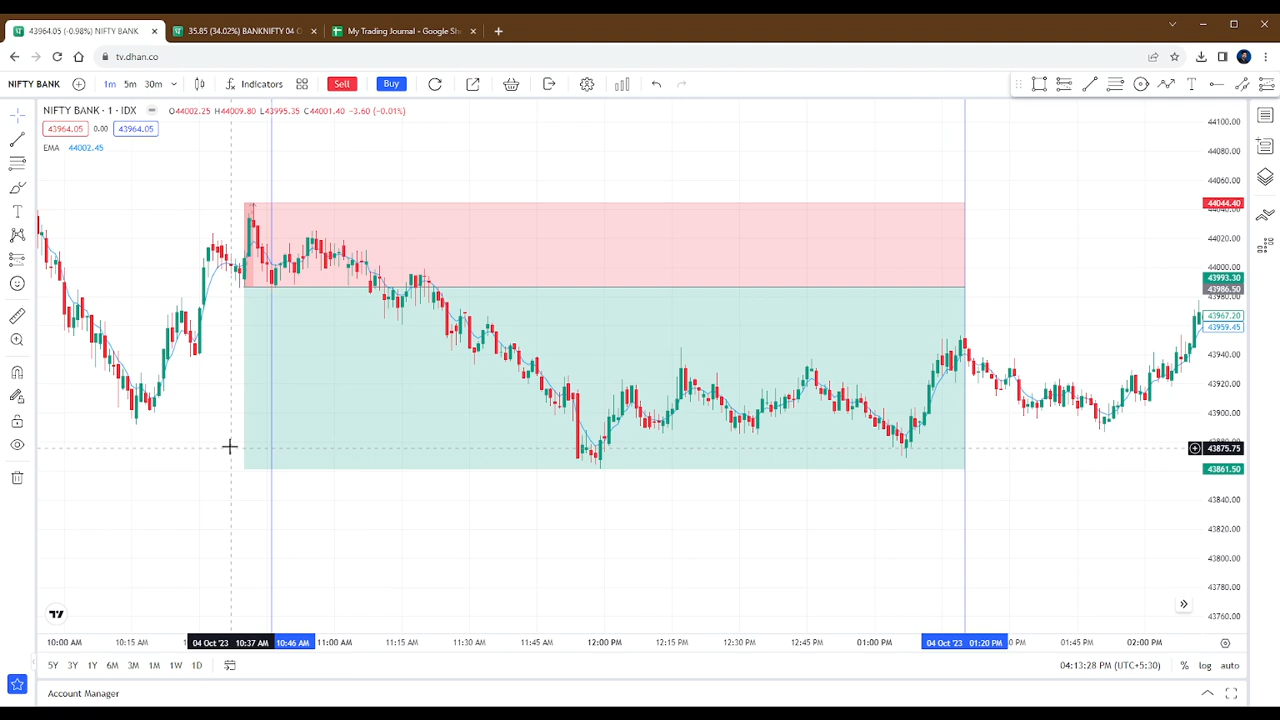 43964.05 (-0.98%) NIFTY BANK
35.85 (34.02%) BANKNIFTY 04 O
My Trading Journal - Google Sh
tv.dhan.co
NIFTY BANK 1m 5m 30m Indicators Sell Buy
NIFTY BANK · 1 · IDX O44002.25 H44009.80 L43995.35 C44001.40 -3.60 (-0.01%)
43964.05 0.00 43964.05
EMA 44002.45
44100.00
44080.00
44060.00
44044.40
44020.00
44000.00
43993.30
43986.50
43980.00
43967.20
43959.45
43940.00
43920.00
43900.00
43875.75
43861.50
43840.00
43820.00
43800.00
43780.00
43760.00
10:00 AM 10:15 AM 04 Oct '23 10:37 AM 10:46 AM 11:00 AM 11:15 AM 11:30 AM 11:45 AM 12:00 PM 12:15 PM 12:30 PM 12:45 PM 01:00 PM 04 Oct '23 01:20 PM 01:45 PM 02:00 PM
5Y 3Y 1Y 6M 3M 1M 1W 1D 04:13:28 PM (UTC+5:30) % log auto
Account Manager